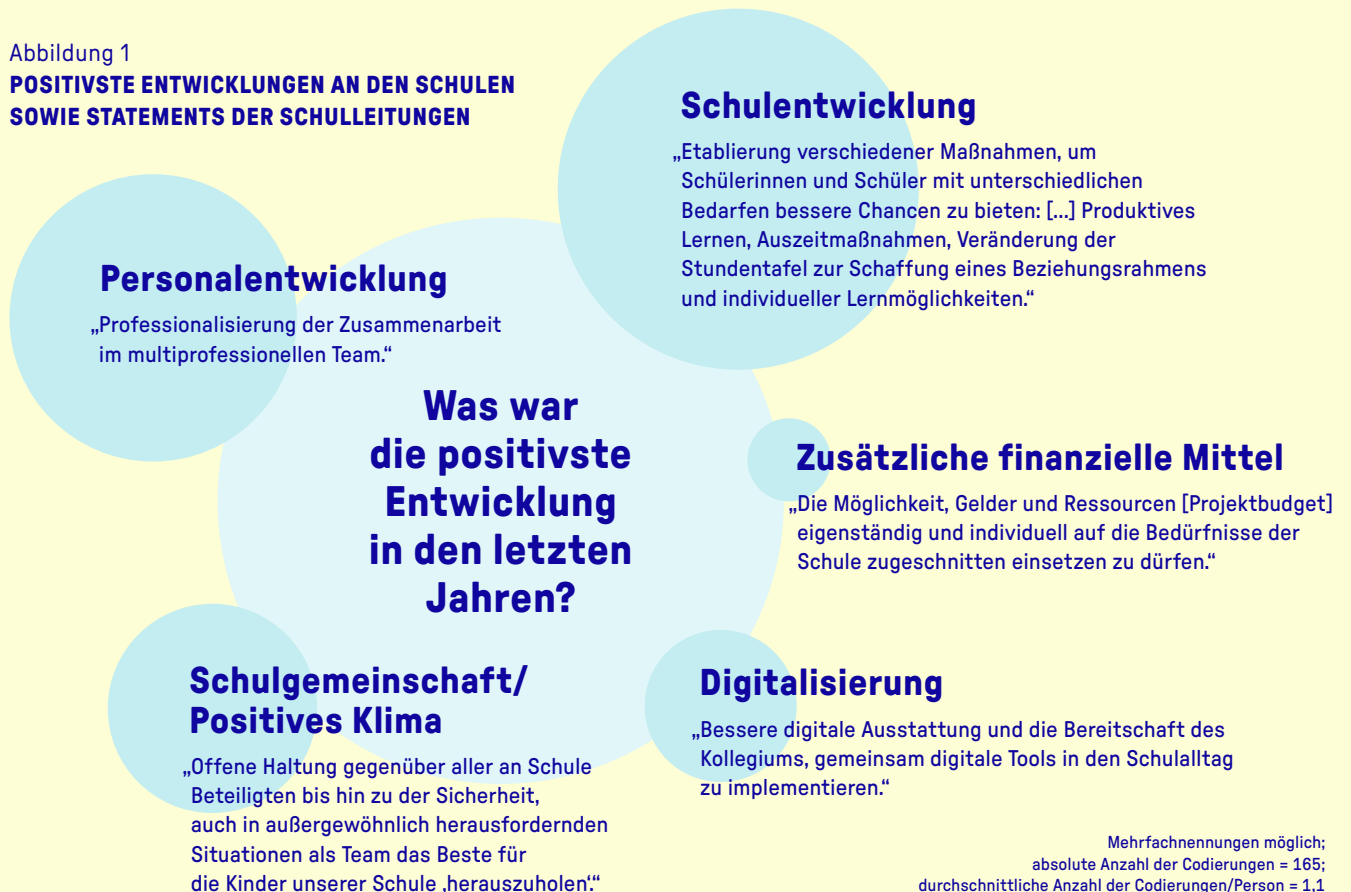 Abbildung 1
POSITIVSTE ENTWICKLUNGEN AN DEN SCHULEN
SOWIE STATEMENTS DER SCHULLEITUNGEN
Schulentwicklung
„Etablierung verschiedener Maßnahmen, um
Schülerinnen und Schüler mit unterschiedlichen
Bedarfen bessere Chancen zu bieten: [...] Produktives
Lernen, Auszeitmaßnahmen, Veränderung der
Stundentafel zur Schaffung eines Beziehungsrahmens
und individueller Lernmöglichkeiten.“
Personalentwicklung
„Professionalisierung der Zusammenarbeit
im multiprofessionellen Team.“
Was war
die positivste
Entwicklung
in den letzten
Jahren?
Zusätzliche finanzielle Mittel
„Die Möglichkeit, Gelder und Ressourcen [Projektbudget]
eigenständig und individuell auf die Bedürfnisse der
Schule zugeschnitten einsetzen zu dürfen.“
Schulgemeinschaft/
Positives Klima
„Offene Haltung gegenüber aller an Schule
Beteiligten bis hin zu der Sicherheit,
auch in außergewöhnlich herausfordernden
Situationen als Team das Beste für
die Kinder unserer Schule ‚herauszuholen‘.“
Digitalisierung
„Bessere digitale Ausstattung und die Bereitschaft des
Kollegiums, gemeinsam digitale Tools in den Schulalltag
zu implementieren.“
Mehrfachnennungen möglich;
absolute Anzahl der Codierungen = 165;
durchschnittliche Anzahl der Codierungen/Person = 1,1